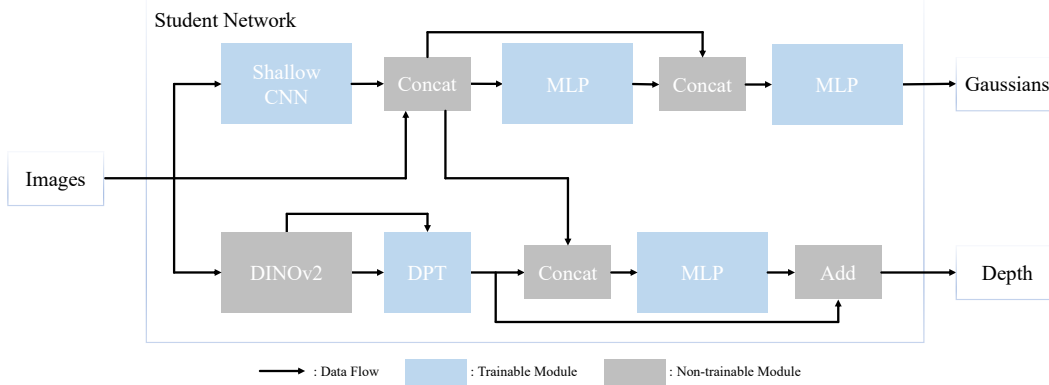 Student Network
Shallow
CNN
Concat
MLP
Concat
MLP
Gaussians
Images
DINOv2
DPT
Concat
MLP
Add
Depth
: Data Flow
: Trainable Module
: Non-trainable Module